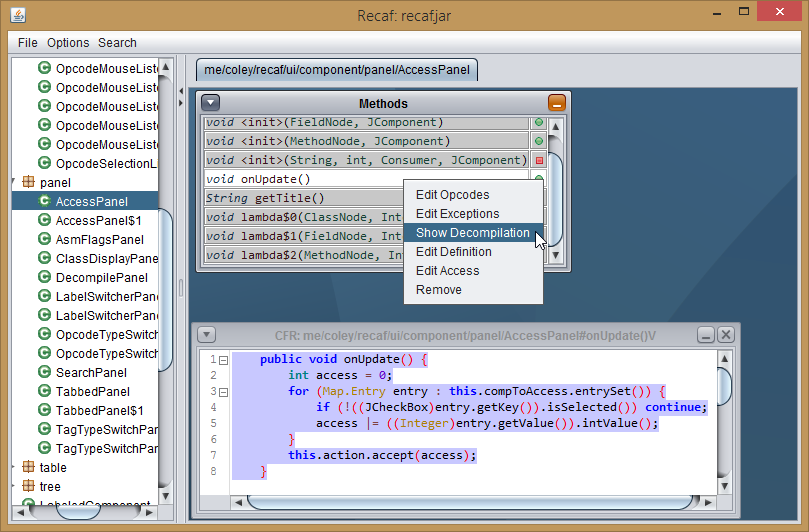 Recaf: recaf.jar
File Options Search
OpcodeMouseListe
OpcodeMouseListe
OpcodeMouseListe
OpcodeMouseListe
OpcodeMouseListe
OpcodeSelectionLi
panel
AccessPanel
AccessPanel$1
AsmFlagsPanel
ClassDisplayPane
DecompilePanel
LabelSwitcherPan
LabelSwitcherPan
OpcodeTypeSwitch
OpcodeTypeSwitch
SearchPanel
TabbedPanel
TabbedPanel$1
TagTypeSwitchPan
TagTypeSwitchPan
table
tree
LabeledComponent
me/coley/recaf/ui/component/panel/AccessPanel
Methods
void <init>(FieldNode, JComponent)
void <init>(MethodNode, JComponent)
void <init>(String, int, Consumer, JComponent)
void onUpdate()
String getTitle()
void lambda$0(ClassNode, Int
void lambda$1(FieldNode, Int
void lambda$2(MethodNode, In
Edit Opcodes
Edit Exceptions
Show Decompilation
Edit Definition
Edit Access
Remove
CFR: me/coley/recaf/ui/component/panel/AccessPanel#onUpdate()V
1 public void onUpdate() {
2 int access = 0;
3 for (Map.Entry entry : this.compToAccess.entrySet()) {
4 if (!((JCheckBox)entry.getKey()).isSelected()) continue;
5 access |= ((Integer)entry.getValue()).intValue();
6 }
7 this.action.accept(access);
8 }